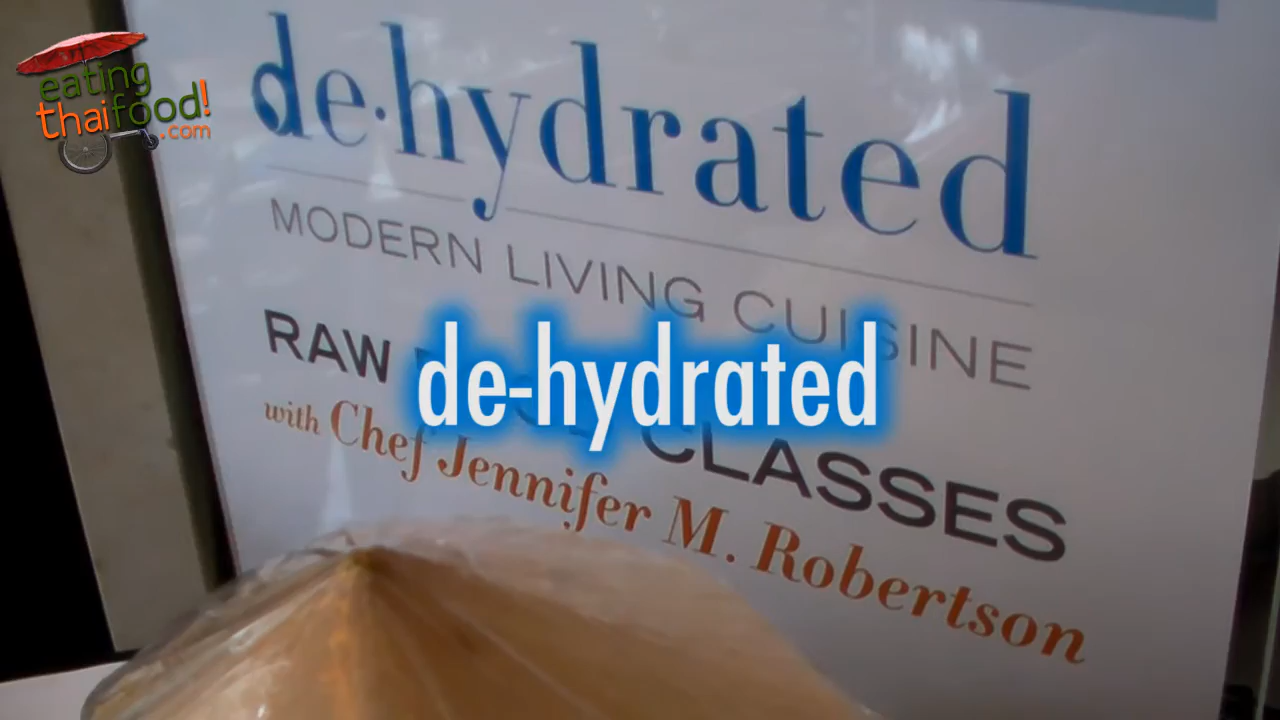 eating
thaifood!
.com
de·hydrated
MODERN LIVING CUISINE
RAW CLASSES
de-hydrated
with Chef Jennifer M. Robertson